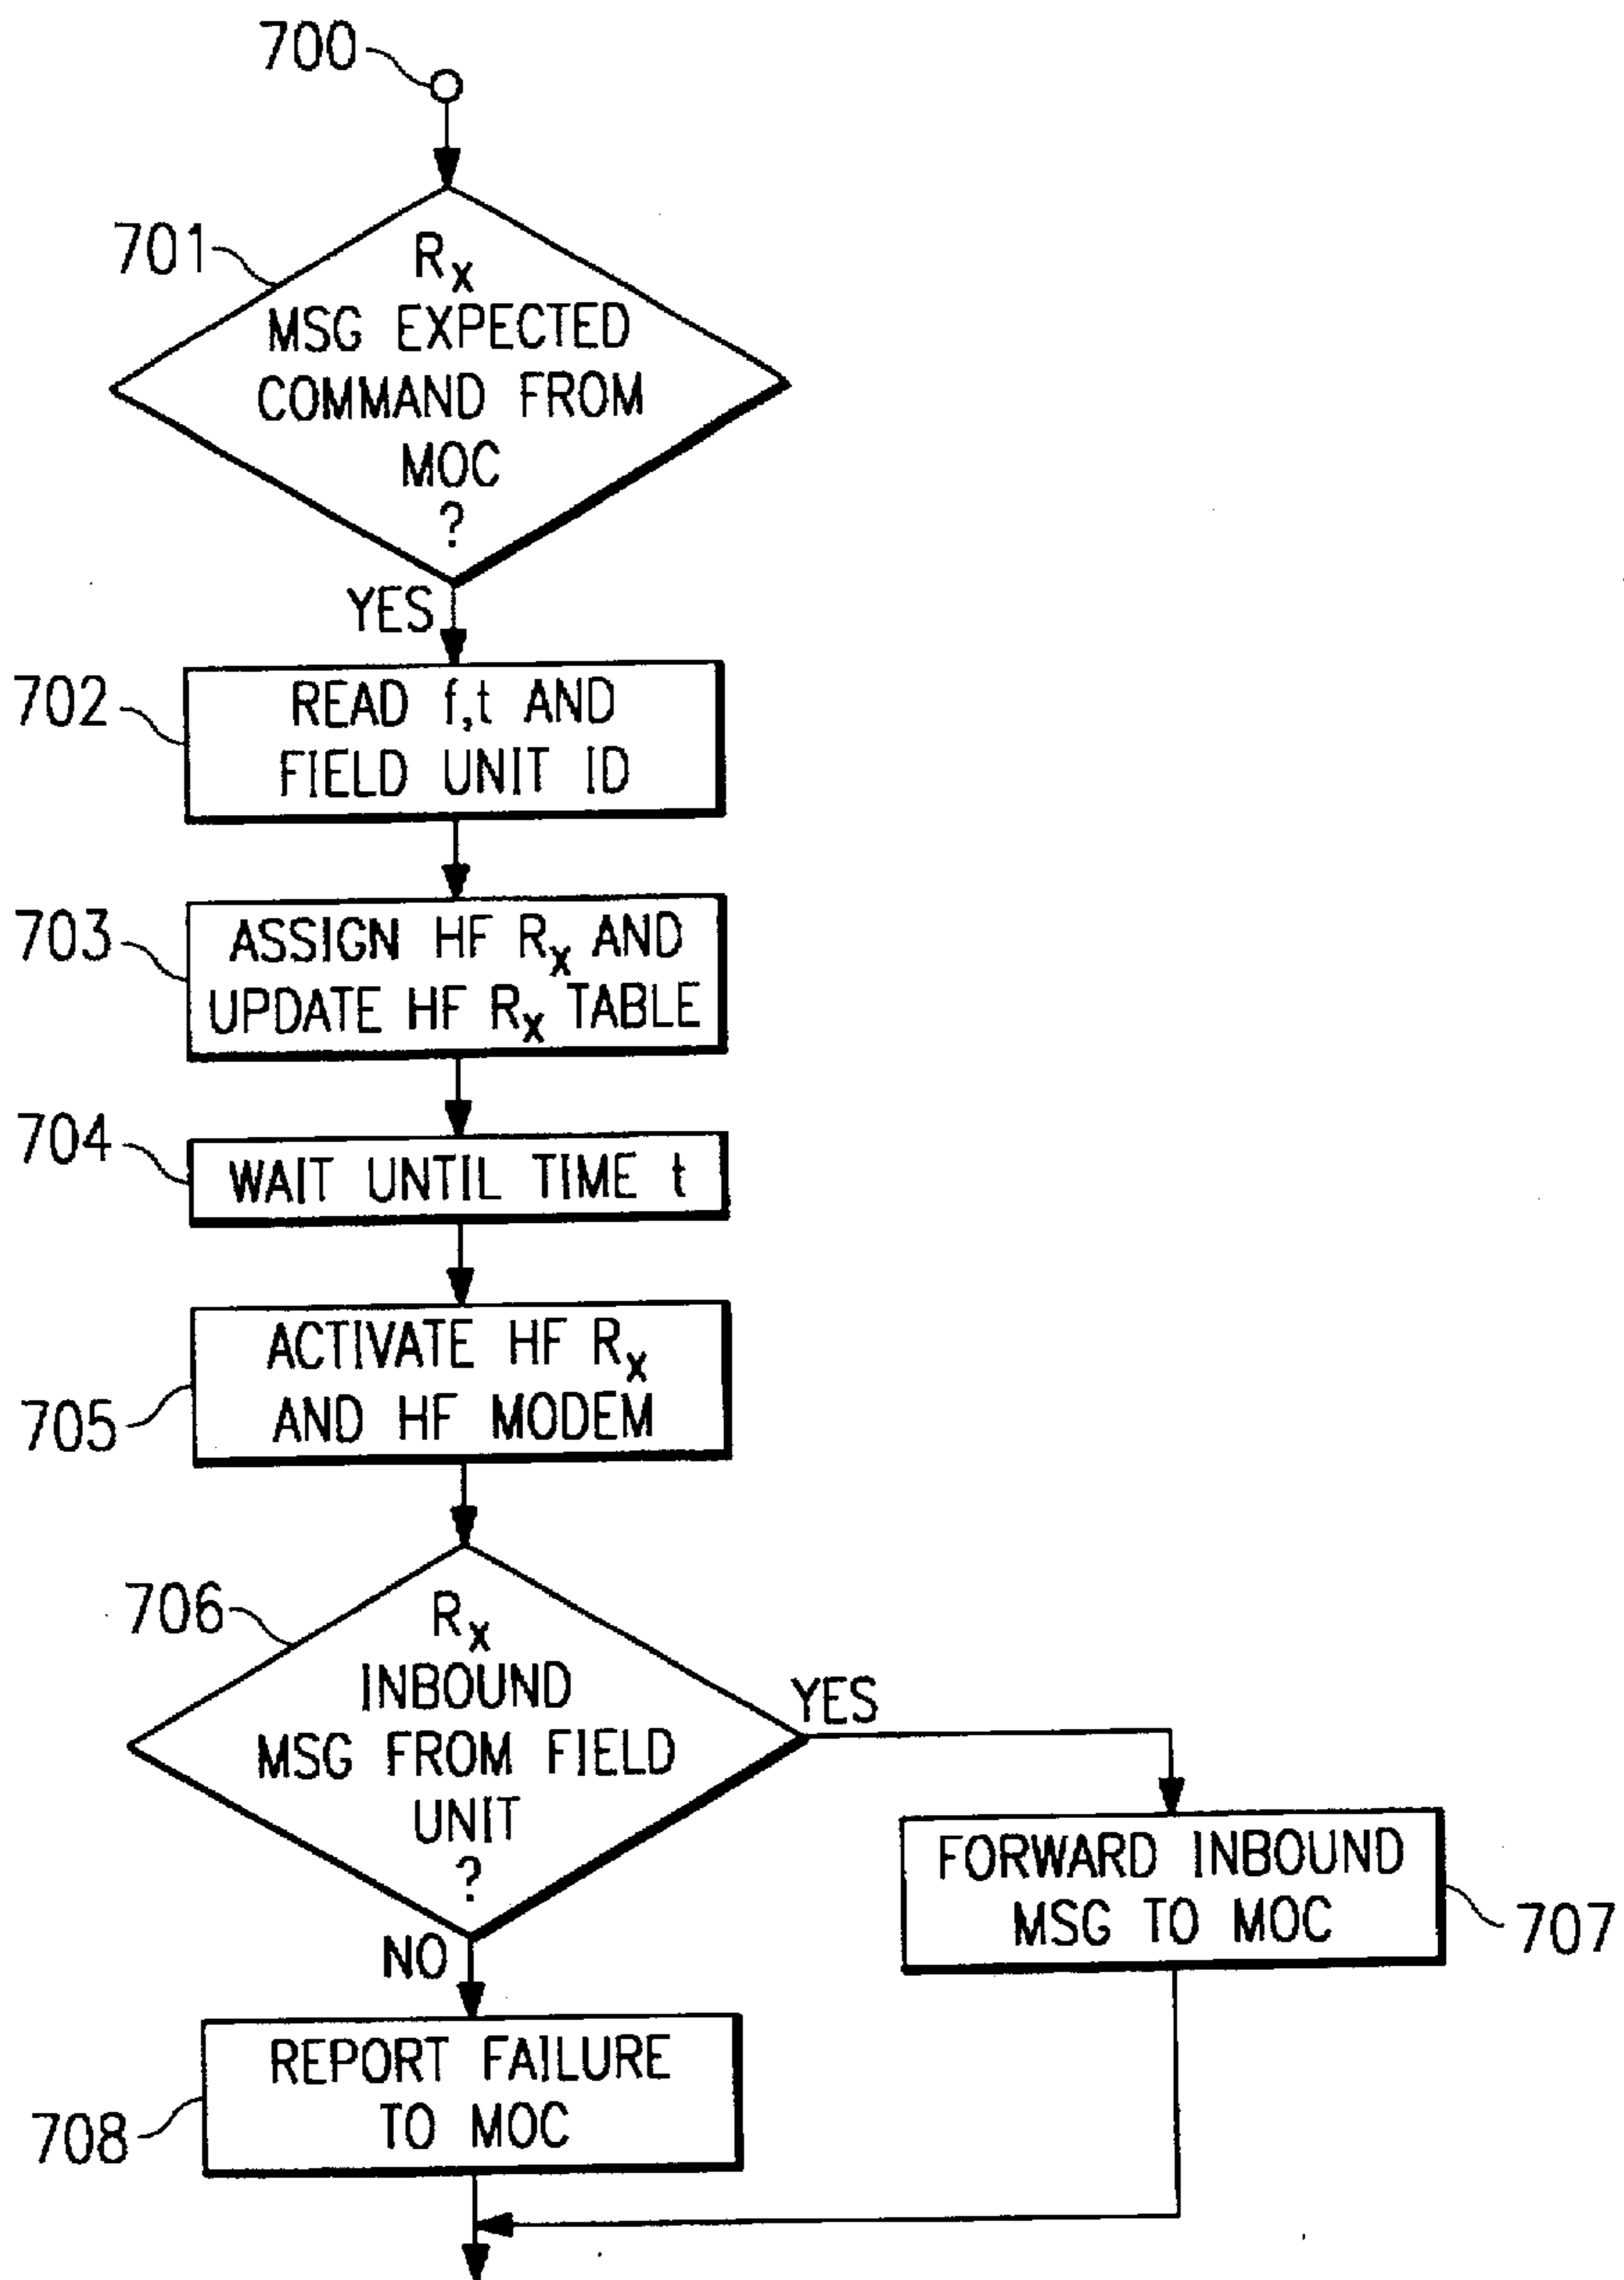 700
701
Rx
MSG EXPECTED
COMMAND FROM
MOC
?
YES
702
READ f,t AND
FIELD UNIT ID
703
ASSIGN HF Rx AND
UPDATE HF Rx TABLE
704
WAIT UNTIL TIME t
705
ACTIVATE HF Rx
AND HF MODEM
706
Rx
INBOUND
MSG FROM FIELD
UNIT
?
YES
FORWARD INBOUND
MSG TO MOC
707
NO
708
REPORT FAILURE
TO MOC